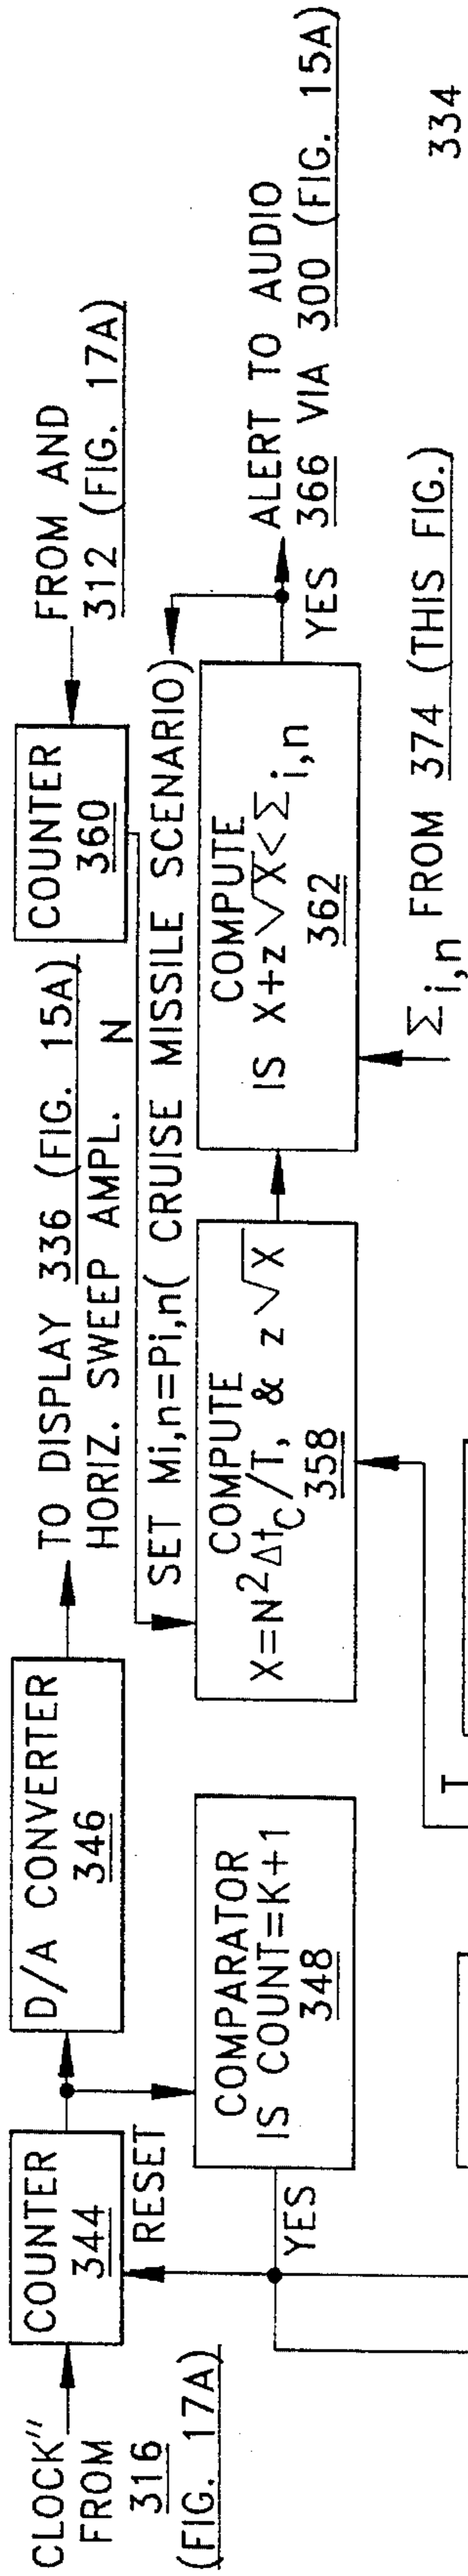 CLOCK"
FROM
316
(FIG. 17A)
COUNTER
344
RESET
D/A CONVERTER
346
TO DISPLAY 336 (FIG. 15A)
HORIZ. SWEEP AMPL.
COUNTER
360
FROM AND
312 (FIG. 17A)
N
SET Mi,n=Pi,n( CRUISE MISSILE SCENARIO)
YES
COMPARATOR
IS COUNT=K+1
348
COMPUTE
X=N²Δt_C/T, & z√X
358
COMPUTE
IS X+z√X<Σ_i,n
362
YES
ALERT TO AUDIO
366 VIA 300 (FIG. 15A)
Σ_i,n FROM 374 (THIS FIG.)
334
T